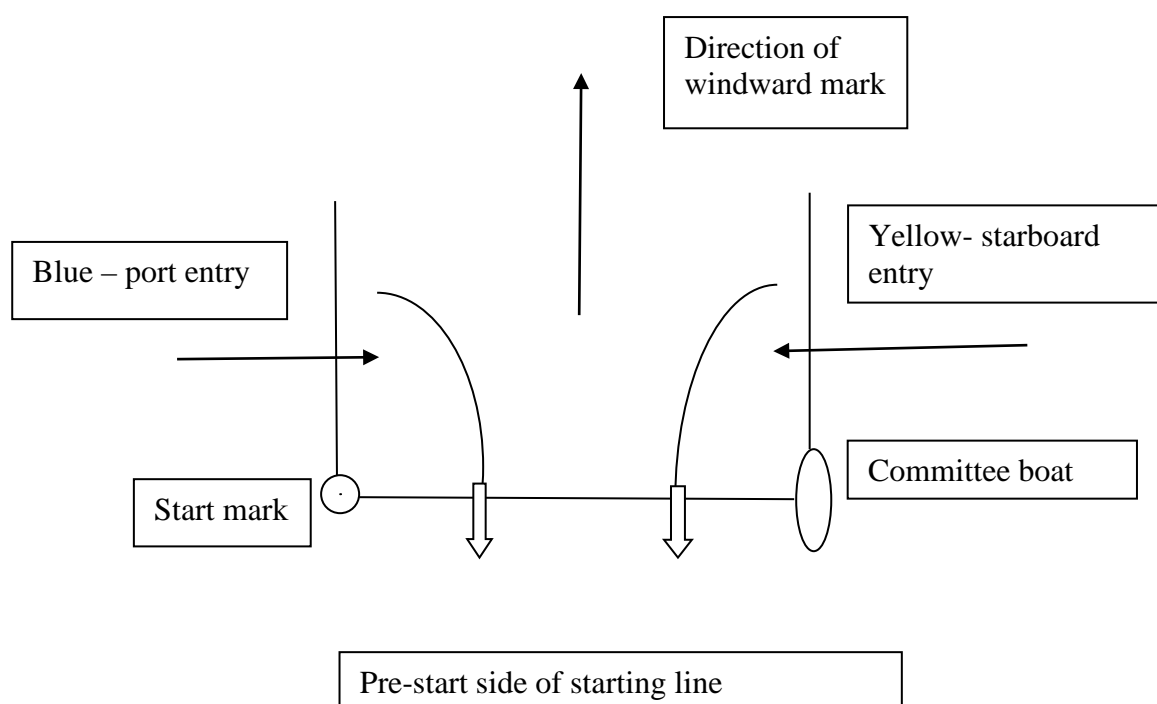 Direction of
windward mark
Blue – port entry
Yellow- starboard
entry
Start mark
Committee boat
Pre-start side of starting line